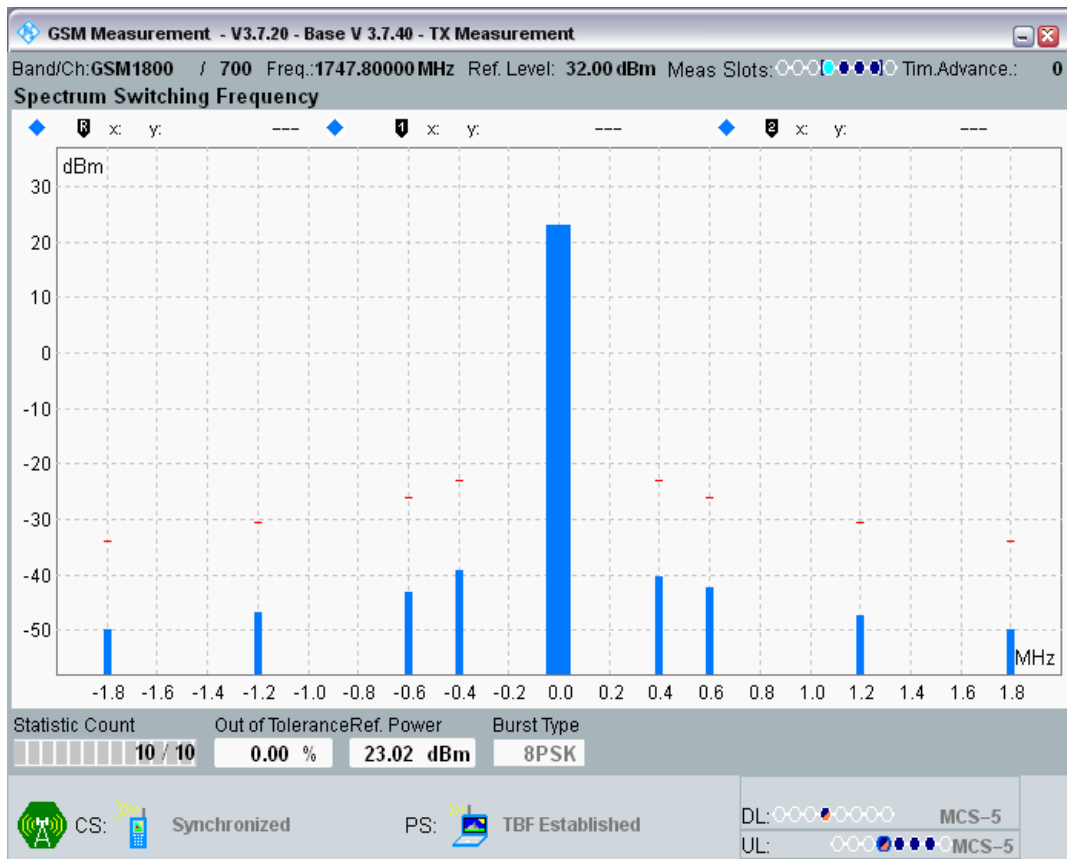 GSM Measurement - V3.7.20 - Base V 3.7.40 - TX Measurement
Band/Ch:GSM1800 / 700 Freq.:1747.80000 MHz Ref. Level: 32.00 dBm Meas Slots: Tim.Advance.: 0
Spectrum Switching Frequency
R x: y: --- 1 x: y: --- 2 x: y: ---
dBm
30
20
10
0
-10
-20
-30
-40
-50
MHz
-1.8 -1.6 -1.4 -1.2 -1.0 -0.8 -0.6 -0.4 -0.2 0.0 0.2 0.4 0.6 0.8 1.0 1.2 1.4 1.6 1.8
Statistic Count Out of Tolerance Ref. Power Burst Type
10 / 10 0.00 % 23.02 dBm 8PSK
CS: Synchronized PS: TBF Established
DL: MCS-5
UL: MCS-5